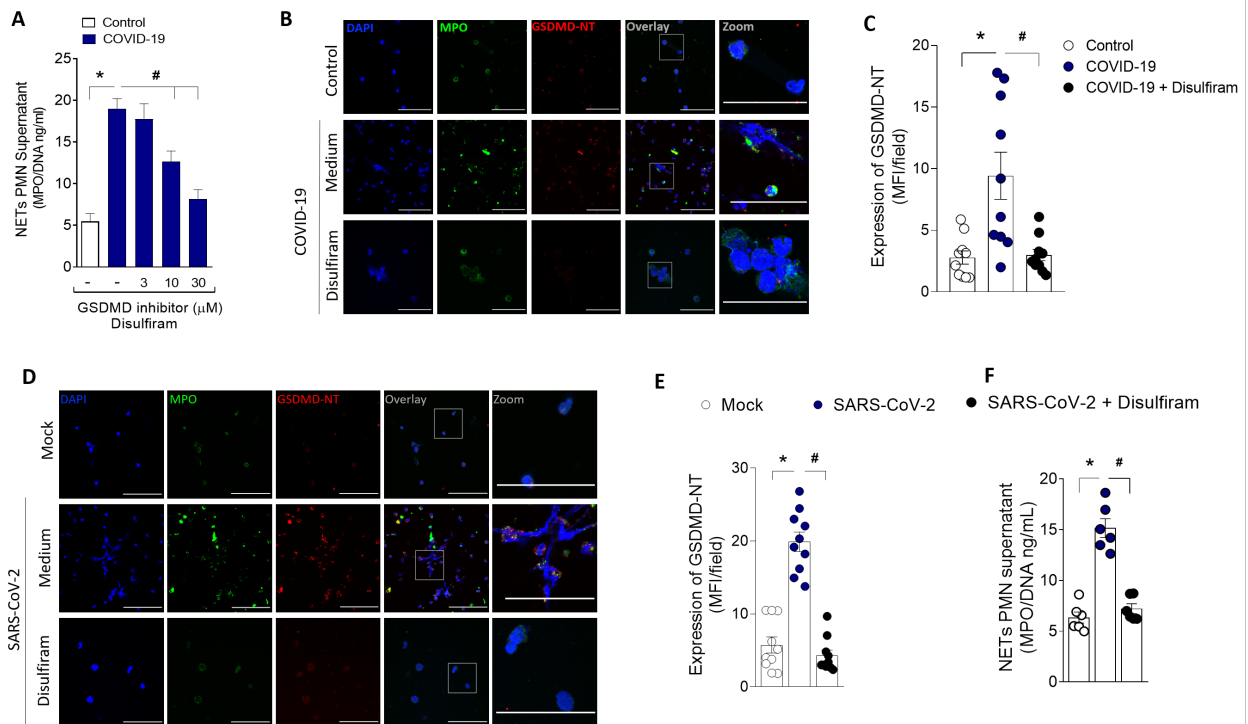 A
Control
COVID-19
NETs PMN Supernatant
(MPO/DNA ng/ml)
25
20
15
10
5
0
* #
- - 3 10 30
GSDMD inhibitor (μM)
Disulfiram
B
DAPI MPO GSDMD-NT Overlay Zoom
Control
COVID-19
Medium
Disulfiram
C
Control
COVID-19
COVID-19 + Disulfiram
Expression of GSDMD-NT
(MFI/field)
20
15
10
5
0
* #
D
DAPI MPO GSDMD-NT Overlay Zoom
Mock
SARS-CoV-2
Medium
Disulfiram
E
Mock SARS-CoV-2 SARS-CoV-2 + Disulfiram
Expression of GSDMD-NT
(MFI/field)
30
20
10
0
* #
F
NETs PMN supernatant
(MPO/DNA ng/mL)
20
15
10
5
0
* #